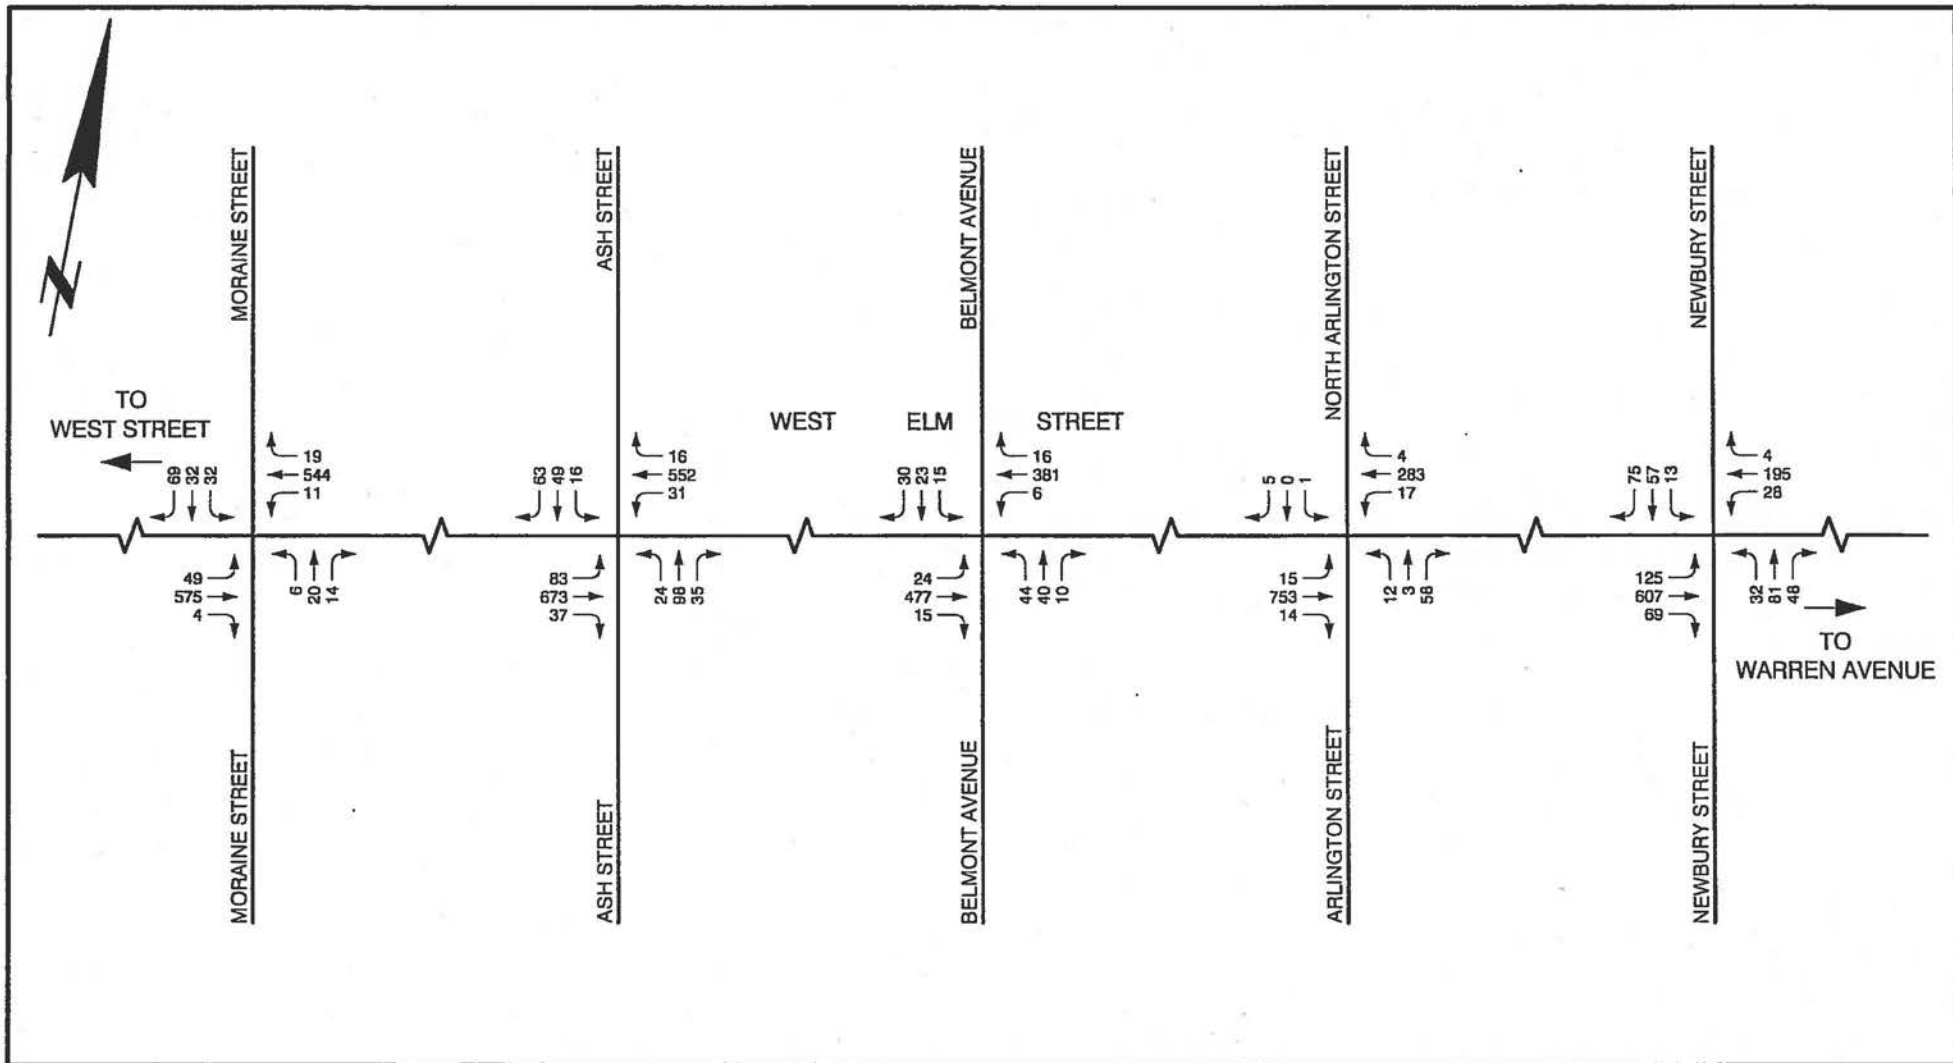 N
MORAINE STREET
ASH STREET
BELMONT AVENUE
NORTH ARLINGTON STREET
NEWBURY STREET
TO
WEST STREET
WEST ELM STREET
69 32 32
19
544
11
63 49 16
16
552
31
30 23 15
16
381
6
5 0 1
4
283
17
75 57 13
4
195
28
49
575
4
6 20 14
83
673
37
24 98 35
24
477
15
44 40 10
15
753
14
12 3 58
125
607
69
32 81 48
TO
WARREN AVENUE
MORAINE STREET
ASH STREET
BELMONT AVENUE
ARLINGTON STREET
NEWBURY STREET